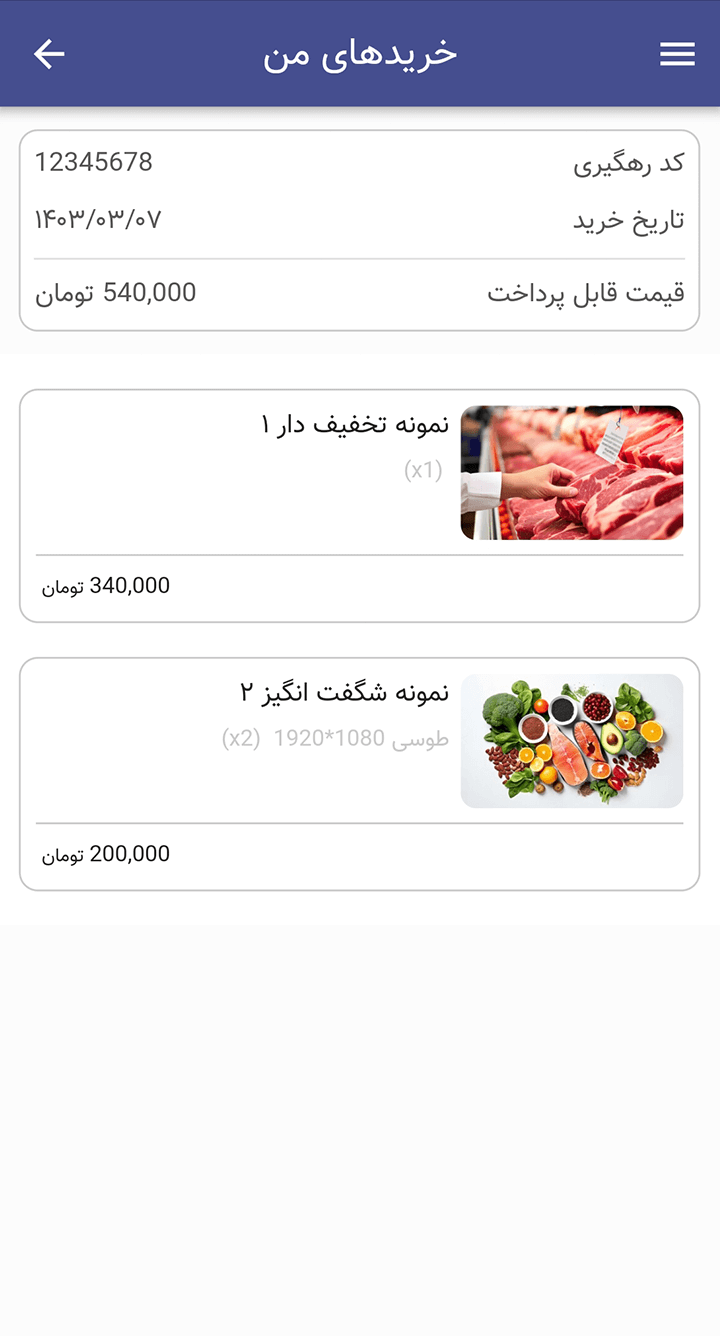 خریدهای من
کد رهگیری 12345678
تاریخ خرید ۱۴۰۳/۰۳/۰۷
قیمت قابل پرداخت 540,000 تومان
نمونه تخفیف دار ۱
(x1)
340,000 تومان
نمونه شگفت انگیز ۲
طوسی 1080*1920 (x2)
200,000 تومان